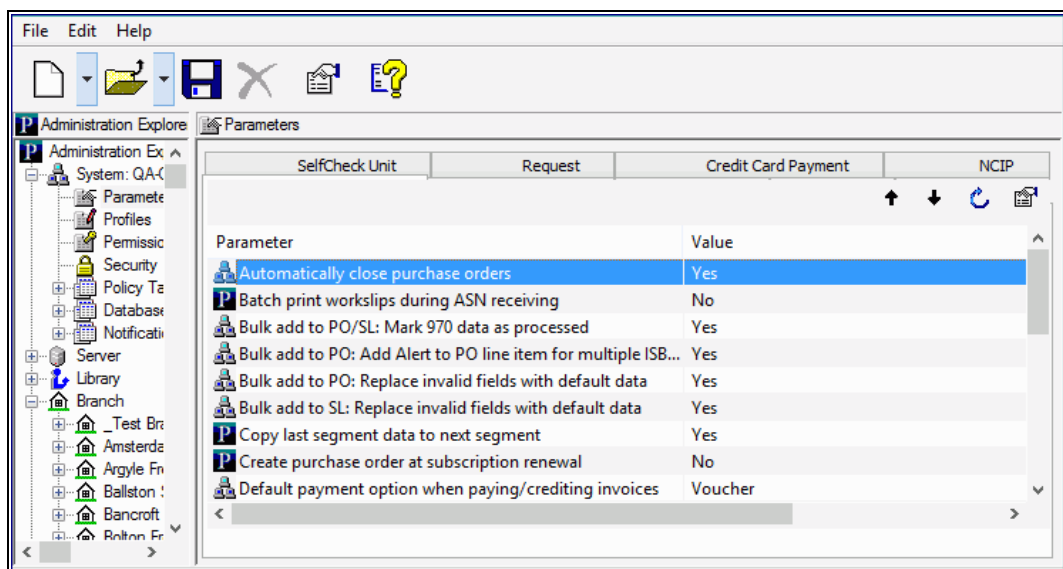 File Edit Help
Administration Explore
Parameters
Administration Ex
System: QA-
Paramete
Profiles
Permissic
Security
Policy Ta
Database
Notificati
Server
Library
Branch
_Test Bra
Amsterda
Argyle Fr
Ballston
Bancroft
Bolton Fr
SelfCheck Unit Request Credit Card Payment NCIP
Parameter Value
Automatically close purchase orders Yes
Batch print workslips during ASN receiving No
Bulk add to PO/SL: Mark 970 data as processed Yes
Bulk add to PO: Add Alert to PO line item for multiple ISB... Yes
Bulk add to PO: Replace invalid fields with default data Yes
Bulk add to SL: Replace invalid fields with default data Yes
Copy last segment data to next segment Yes
Create purchase order at subscription renewal No
Default payment option when paying/crediting invoices Voucher